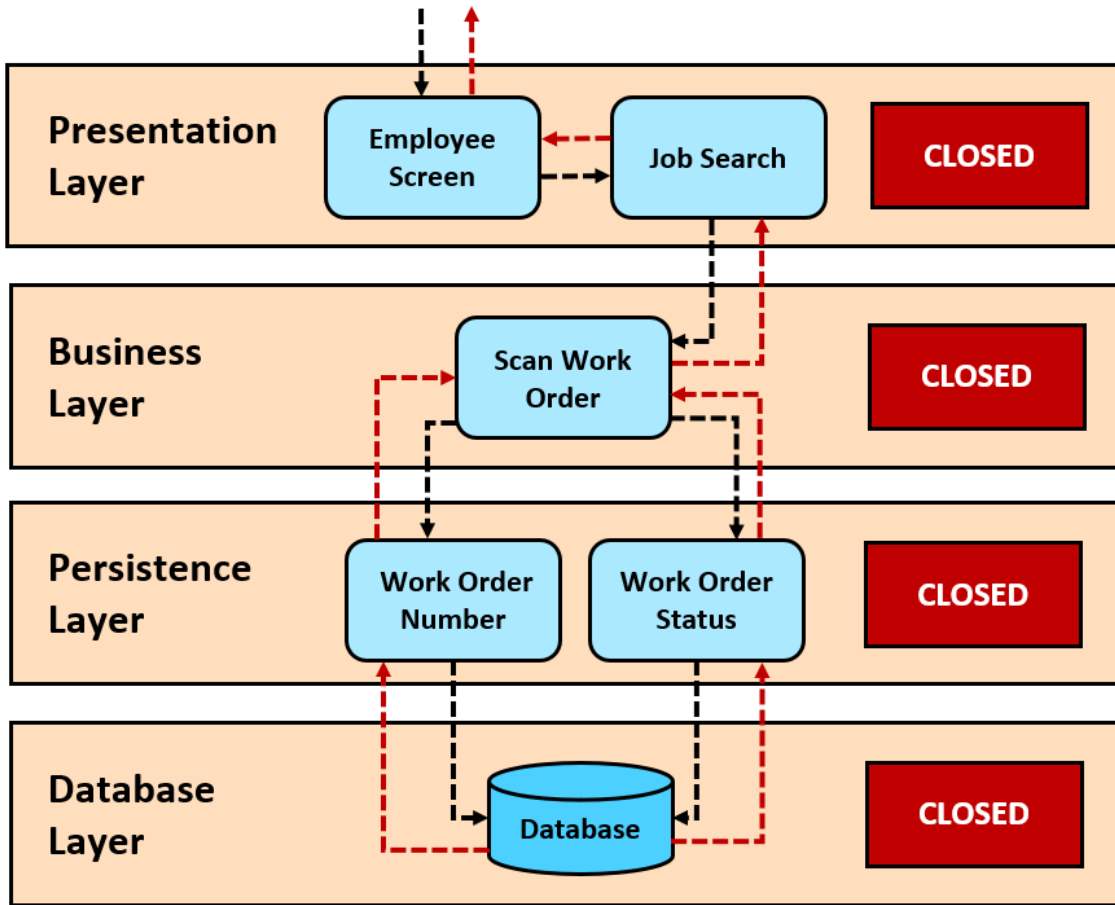 Presentation
Layer
Employee
Screen
Job Search
CLOSED
Business
Layer
Scan Work
Order
CLOSED
Persistence
Layer
Work Order
Number
Work Order
Status
CLOSED
Database
Layer
Database
CLOSED